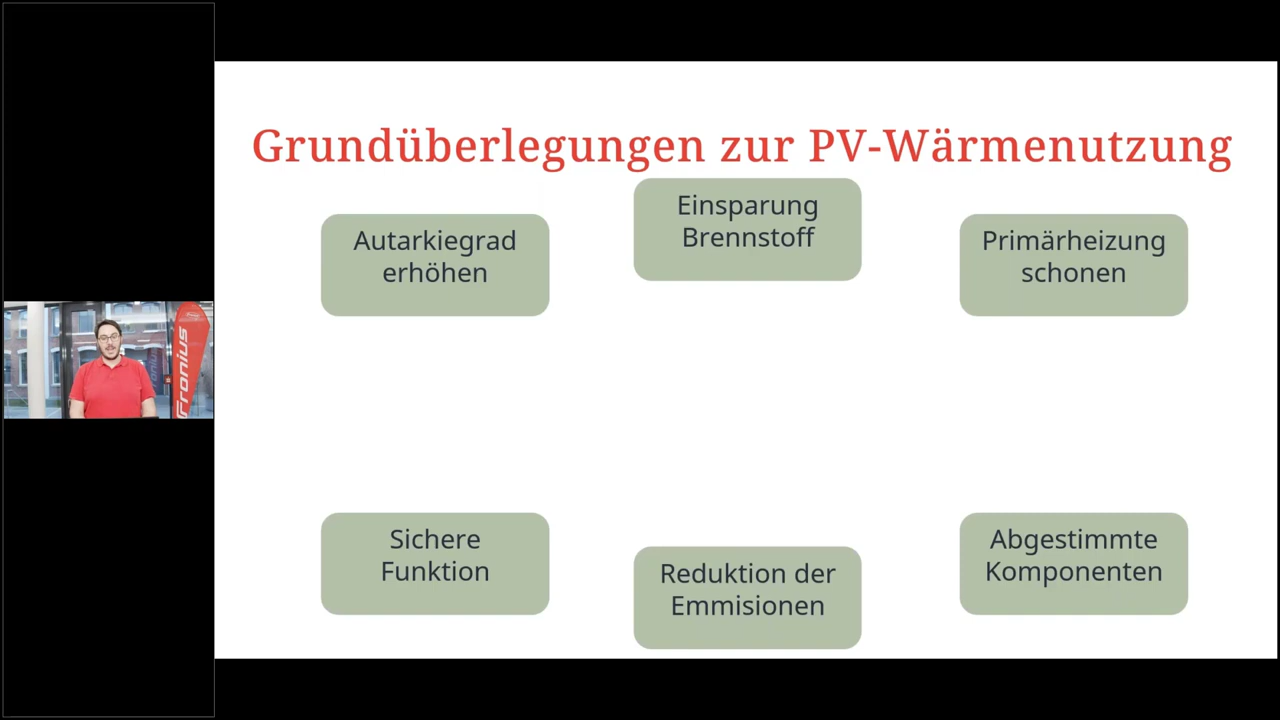 Grundüberlegungen zur PV-Wärmenutzung
Einsparung
Brennstoff
Autarkiegrad
erhöhen
Primärheizung
schonen
Sichere
Funktion
Reduktion der
Emmisionen
Abgestimmte
Komponenten
Fronius